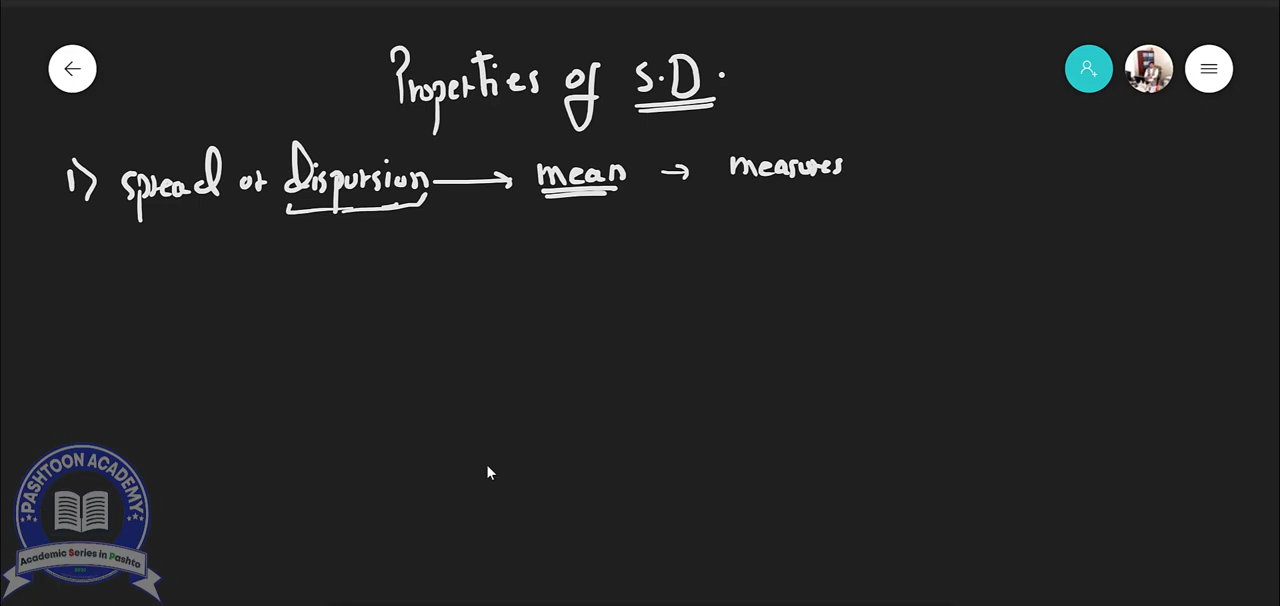 Properties of S.D.
1) spread or Dispursion → mean → measures
PASHTOON ACADEMY
Academic Series in Pashto